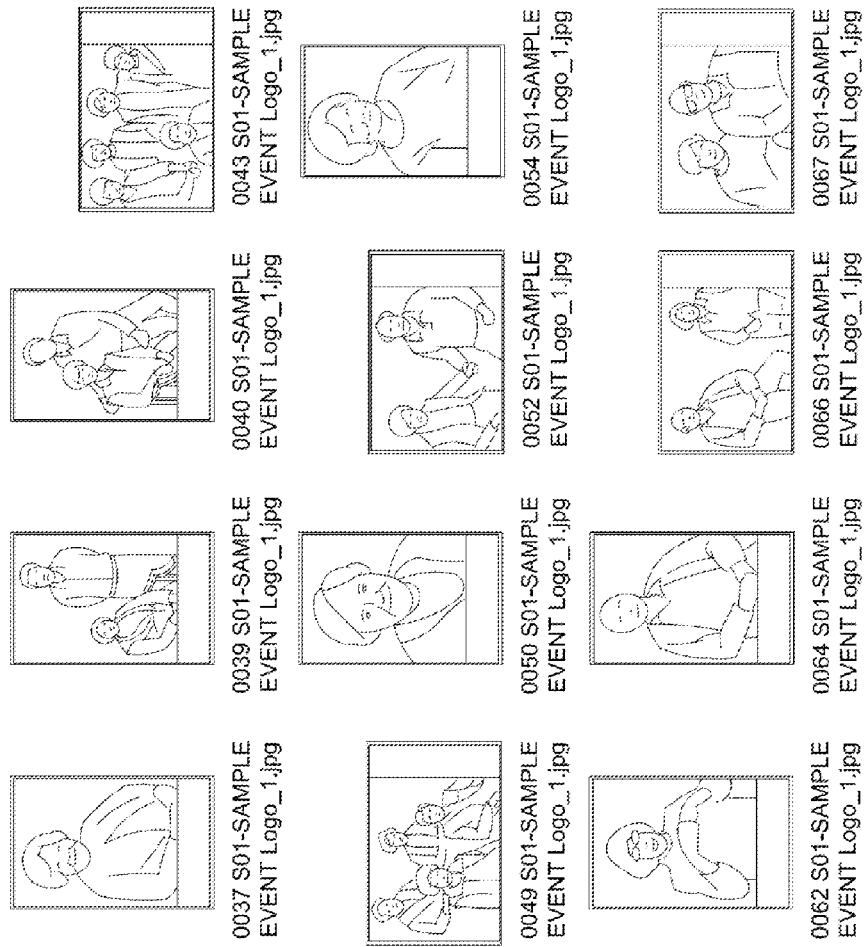 0037 S01-SAMPLE
EVENT Logo_1.jpg
0039 S01-SAMPLE
EVENT Logo_1.jpg
0040 S01-SAMPLE
EVENT Logo_1.jpg
0043 S01-SAMPLE
EVENT Logo_1.jpg
0049 S01-SAMPLE
EVENT Logo_1.jpg
0050 S01-SAMPLE
EVENT Logo_1.jpg
0052 S01-SAMPLE
EVENT Logo_1.jpg
0054 S01-SAMPLE
EVENT Logo_1.jpg
0062 S01-SAMPLE
EVENT Logo_1.jpg
0064 S01-SAMPLE
EVENT Logo_1.jpg
0066 S01-SAMPLE
EVENT Logo_1.jpg
0067 S01-SAMPLE
EVENT Logo_1.jpg